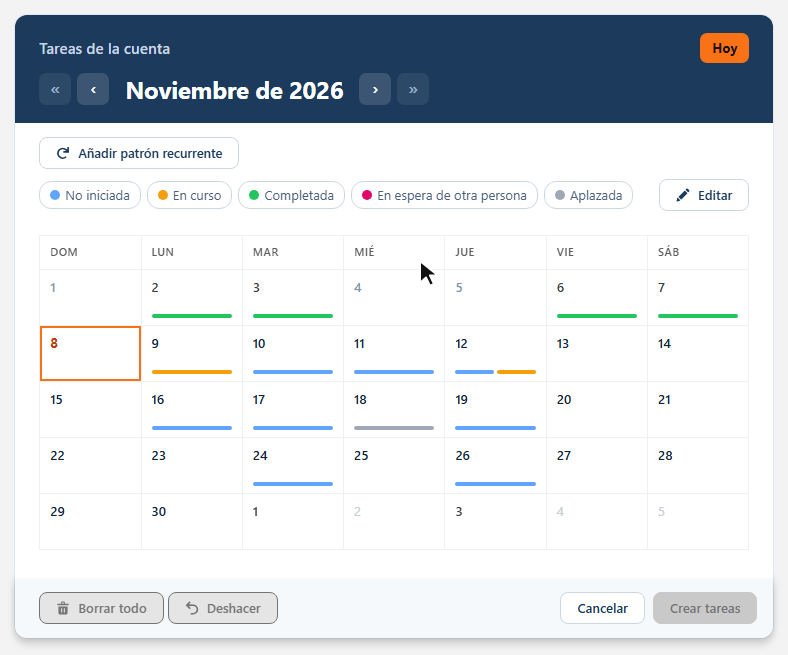 Tareas de la cuenta
Hoy
« ‹ Noviembre de 2026 › »
Añadir patrón recurrente
No iniciada En curso Completada En espera de otra persona Aplazada Editar
DOM LUN MAR MIÉ JUE VIE SÁB
1 2 3 4 5 6 7
8 9 10 11 12 13 14
15 16 17 18 19 20 21
22 23 24 25 26 27 28
29 30 1 2 3 4 5
Borrar todo Deshacer Cancelar Crear tareas